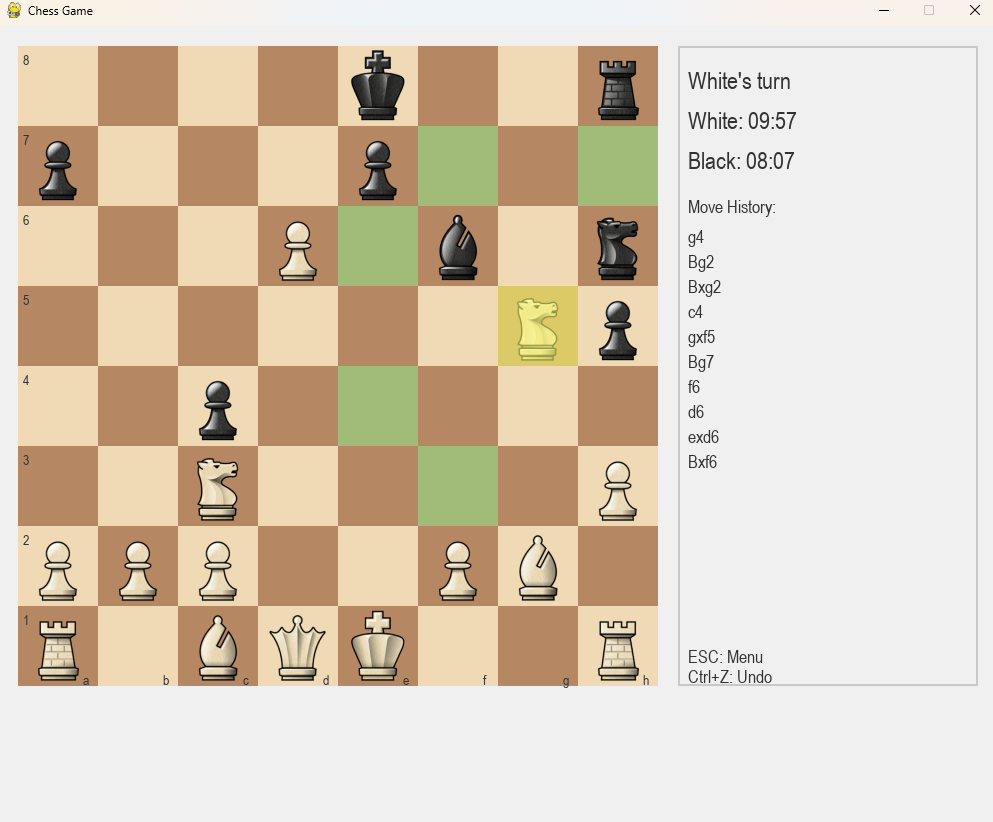 Chess Game
8
7
6
5
4
3
2
1
a b c d e f g h
White's turn
White: 09:57
Black: 08:07
Move History:
g4
Bg2
Bxg2
c4
gxf5
Bg7
f6
d6
exd6
Bxf6
ESC: Menu
Ctrl+Z: Undo